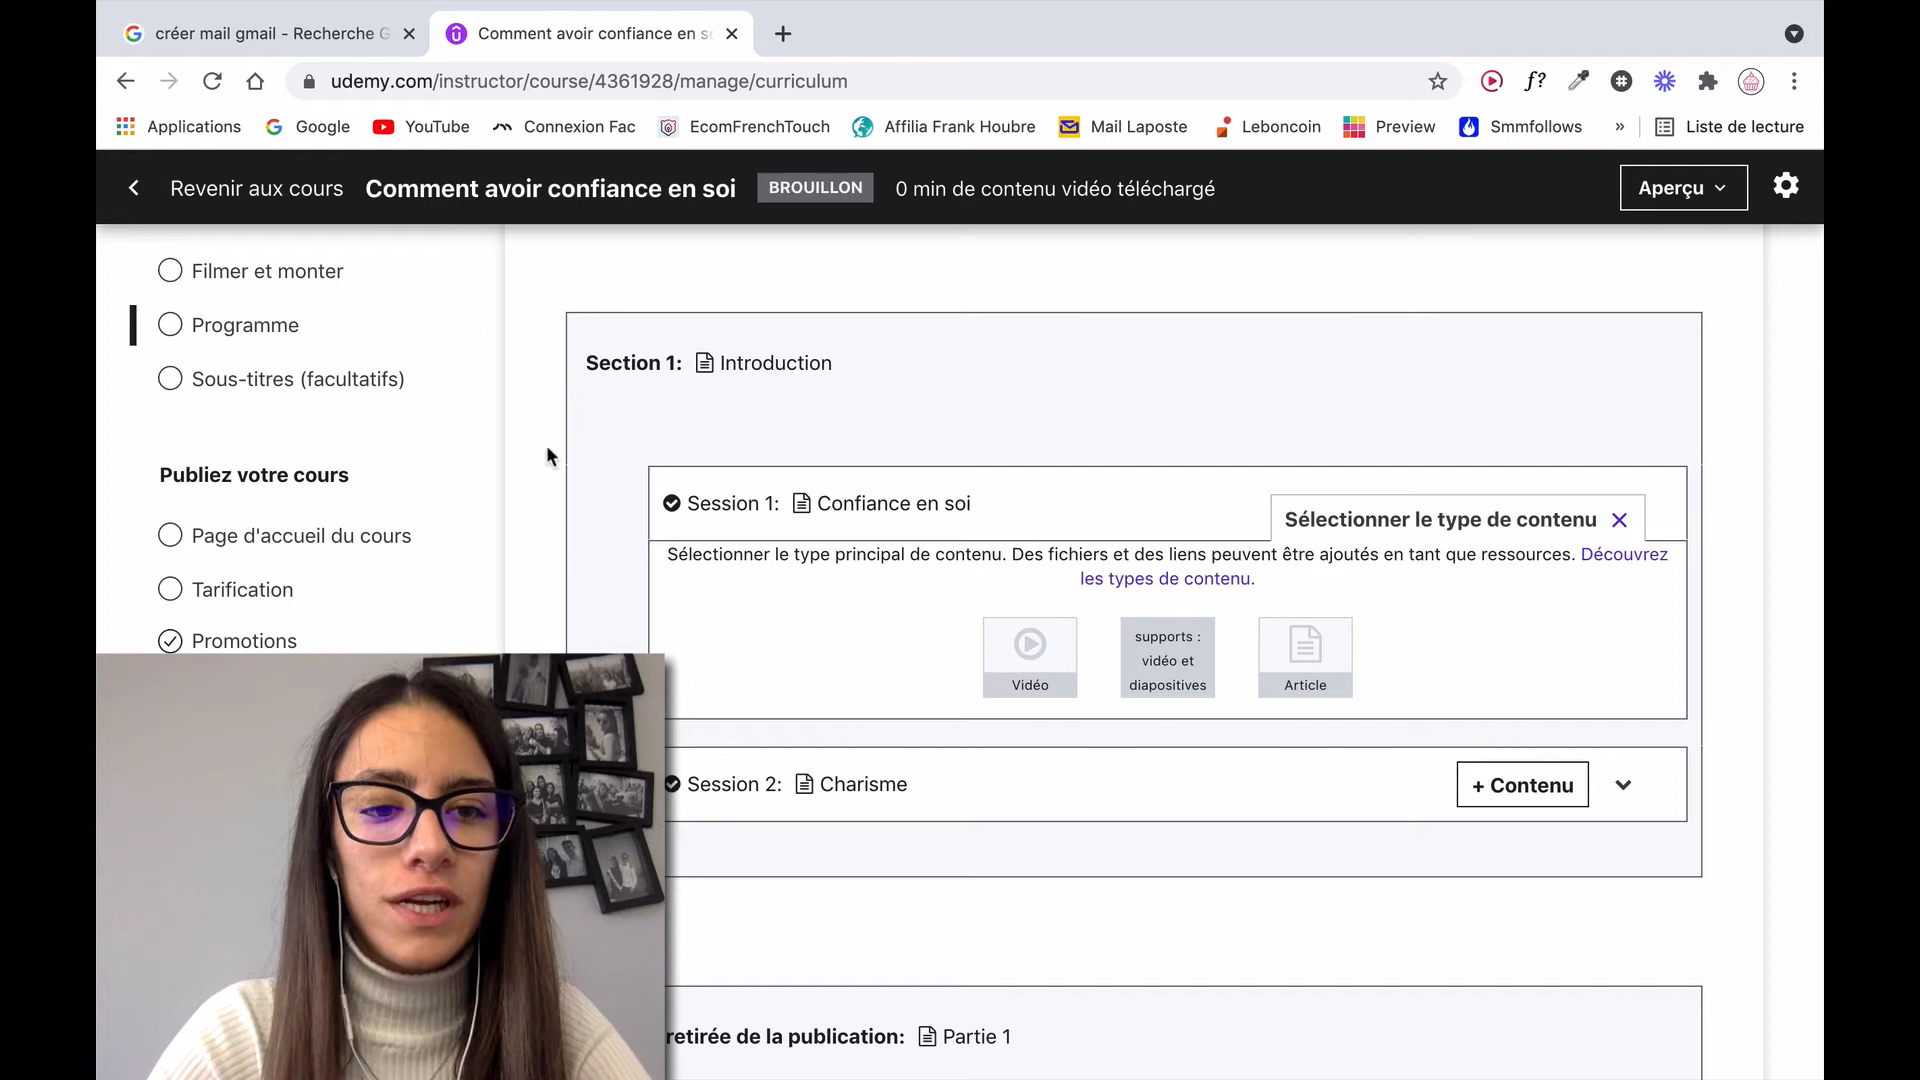 créer mail gmail - Recherche G
Comment avoir confiance en so
udemy.com/instructor/course/4361928/manage/curriculum
Applications
Google
YouTube
Connexion Fac
EcomFrenchTouch
Affilia Frank Houbre
Mail Laposte
Leboncoin
Preview
Smmfollows
»
Liste de lecture
Revenir aux cours
Comment avoir confiance en soi
BROUILLON
0 min de contenu vidéo téléchargé
Aperçu
Filmer et monter
Programme
Sous-titres (facultatifs)
Publiez votre cours
Page d'accueil du cours
Tarification
Promotions
Section 1: Introduction
Session 1: Confiance en soi
Sélectionner le type de contenu
Sélectionner le type principal de contenu. Des fichiers et des liens peuvent être ajoutés en tant que ressources. Découvrez
les types de contenu.
Vidéo
supports :
vidéo et
diapositives
Article
Session 2: Charisme
+ Contenu
retirée de la publication: Partie 1